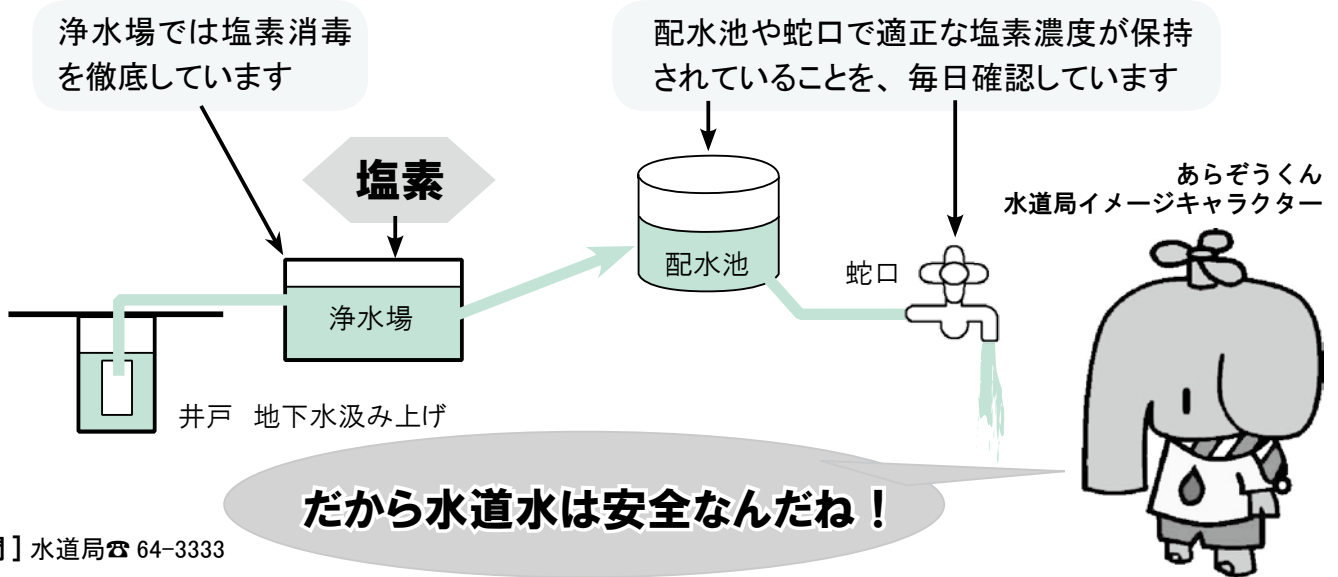 浄水場では塩素消毒
を徹底しています
配水池や蛇口で適正な塩素濃度が保持
されていることを、毎日確認しています
塩素
あらぞうくん
水道局イメージキャラクター
配水池
蛇口
浄水場
井戸 地下水汲み上げ
だから水道水は安全なんだね！
］水道局☎ 64-3333